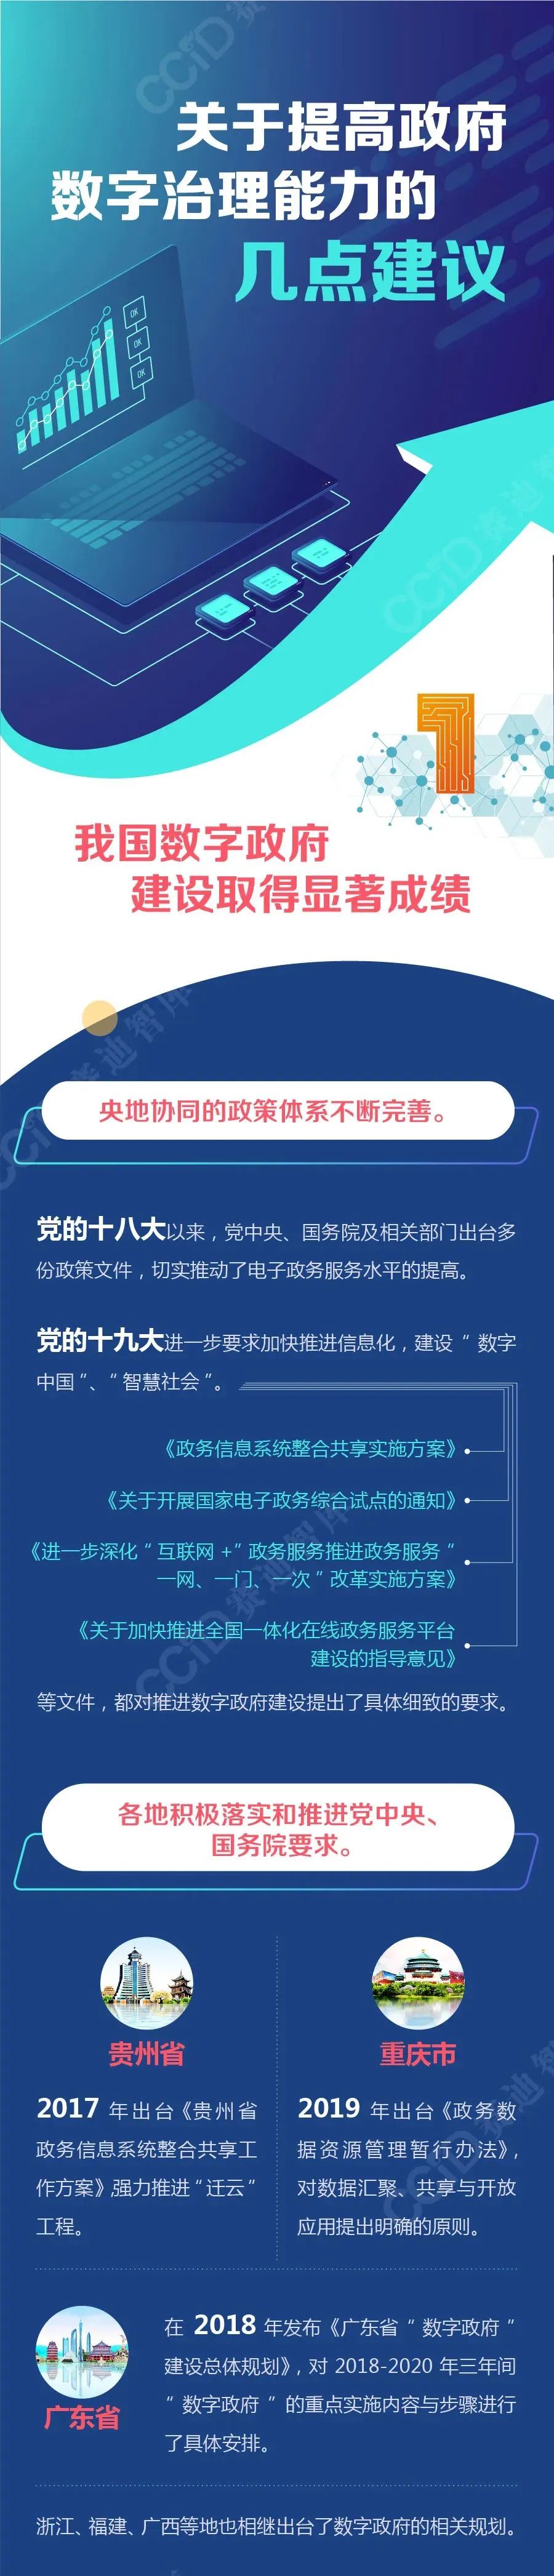 关于提高政府
数字治理能力的
几点建议
OK
OK
OK
1
我国数字政府
建设取得显著成绩
央地协同的政策体系不断完善。
党的十八大以来，党中央、国务院及相关部门出台多
份政策文件，切实推动了电子政务服务水平的提高。
党的十九大进一步要求加快推进信息化，建设“数字
中国”、“智慧社会”。
《政务信息系统整合共享实施方案》
《关于开展国家电子政务综合试点的通知》
《进一步深化“互联网+”政务服务推进政务服务“
一网、一门、一次”改革实施方案》
《关于加快推进全国一体化在线政务服务平台
建设的指导意见》
等文件，都对推进数字政府建设提出了具体细致的要求。
各地积极落实和推进党中央、
国务院要求。
贵州省
2017 年出台《贵州省
政务信息系统整合共享工
作方案》强力推进“迁云”
工程。
重庆市
2019 年出台《政务数
据资源管理暂行办法》，
对数据汇聚、共享与开放
应用提出明确的原则。
广东省
在 2018 年发布《广东省“数字政府”
建设总体规划》，对 2018-2020 年三年间
“数字政府”的重点实施内容与步骤进行
了具体安排。
浙江、福建、广西等地也相继出台了数字政府的相关规划。
CCID 赛迪智库